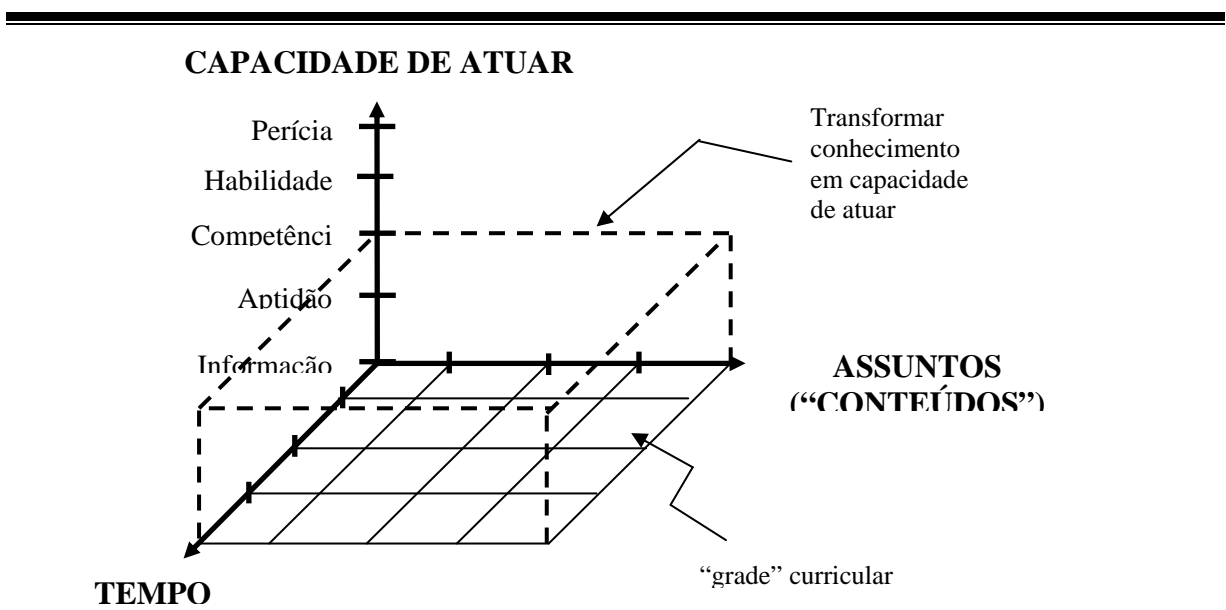 CAPACIDADE DE ATUAR
Perícia
Habilidade
Competênci
Aptidão
Informação
Transformar
conhecimento
em capacidade
de atuar
ASSUNTOS
(“CONTEÚDOS”)
“grade” curricular
TEMPO